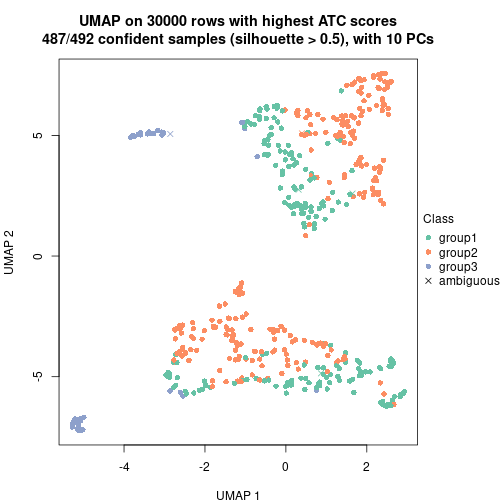 UMAP on 30000 rows with highest ATC scores
487/492 confident samples (silhouette > 0.5), with 10 PCs
UMAP 2
5
0
-5
-4
-2
0
2
UMAP 1
Class
group1
group2
group3
ambiguous